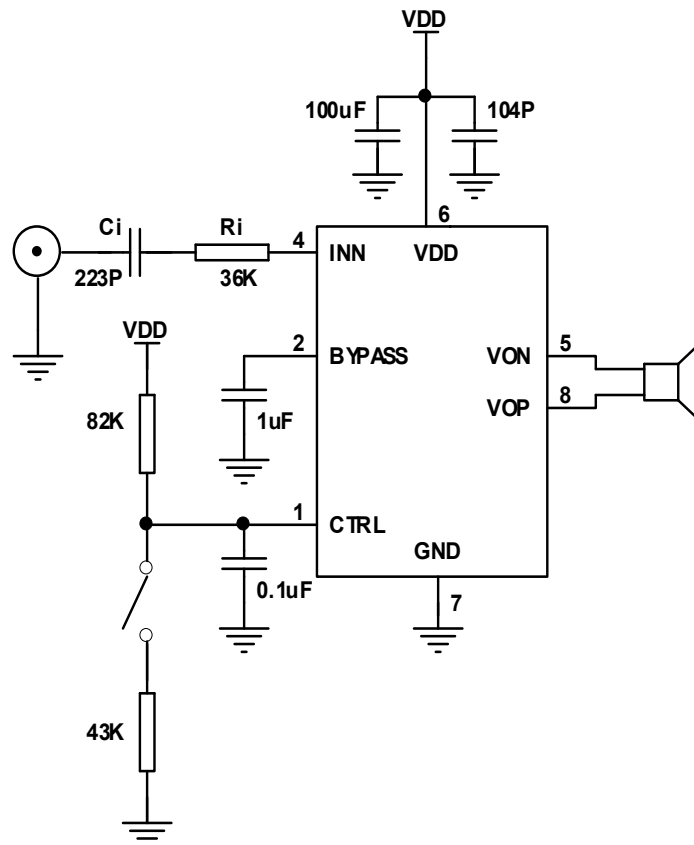 VDD
100uF 104P
6
Ci Ri 4 INN VDD
223P 36K
VDD 2 BYPASS VON 5
VOP 8
82K 1uF
1 CTRL
GND
0.1uF 7
43K